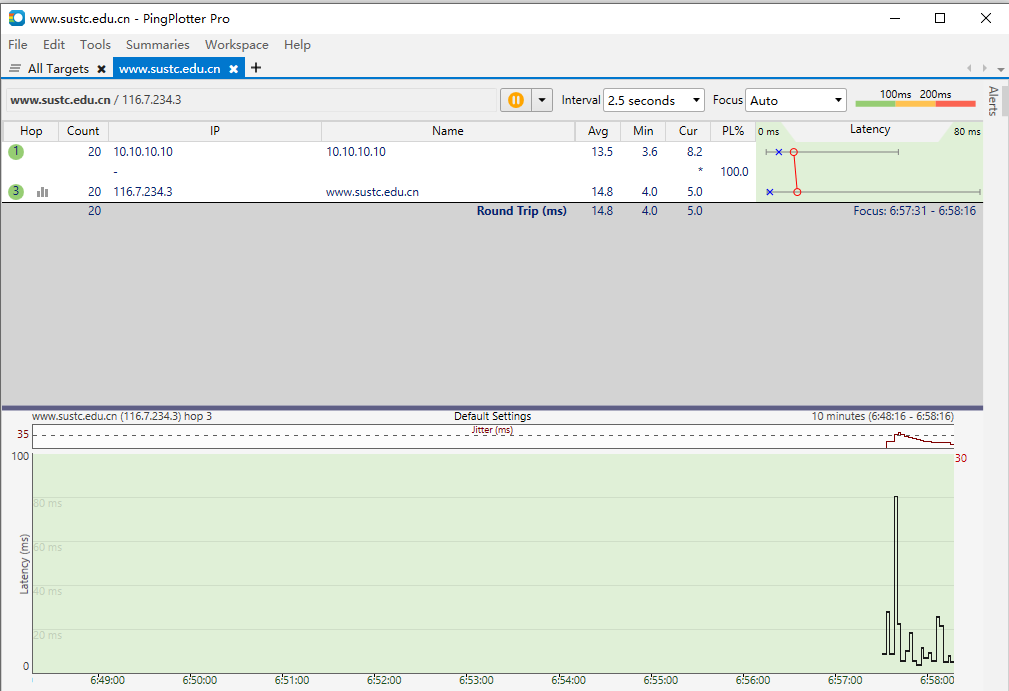 www.sustc.edu.cn - PingPlotter Pro
File Edit Tools Summaries Workspace Help
All Targets www.sustc.edu.cn
www.sustc.edu.cn / 116.7.234.3 Interval 2.5 seconds Focus Auto 100ms 200ms
Alerts
Hop Count IP Name Avg Min Cur PL% 0 ms Latency 80 ms
1 20 10.10.10.10 10.10.10.10 13.5 3.6 8.2
- * 100.0
3 20 116.7.234.3 www.sustc.edu.cn 14.8 4.0 5.0
20 Round Trip (ms) 14.8 4.0 5.0 Focus: 6:57:31 - 6:58:16
www.sustc.edu.cn (116.7.234.3) hop 3 Default Settings 10 minutes (6:48:16 - 6:58:16)
35 Jitter (ms)
100 30
80 ms
60 ms
Latency (ms)
40 ms
20 ms
0
6:49:00 6:50:00 6:51:00 6:52:00 6:53:00 6:54:00 6:55:00 6:56:00 6:57:00 6:58:00